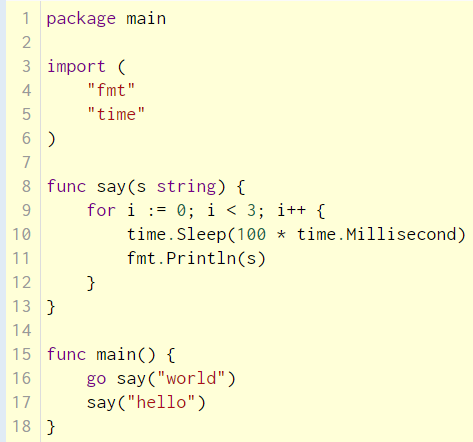 1 package main
2
3 import (
4     "fmt"
5     "time"
6 )
7
8 func say(s string) {
9     for i := 0; i < 3; i++ {
10         time.Sleep(100 * time.Millisecond)
11         fmt.Println(s)
12     }
13 }
14
15 func main() {
16     go say("world")
17     say("hello")
18 }